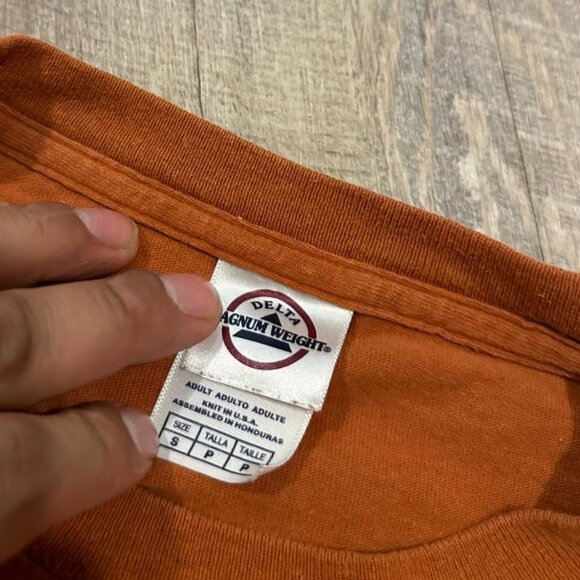 DELTA
AGNUM WEIGHT®
ADULT ADULTO ADULTE
KNIT IN U.S.A.
ASSEMBLED IN HONDURAS
SIZE TALLA TAILLE
S P P